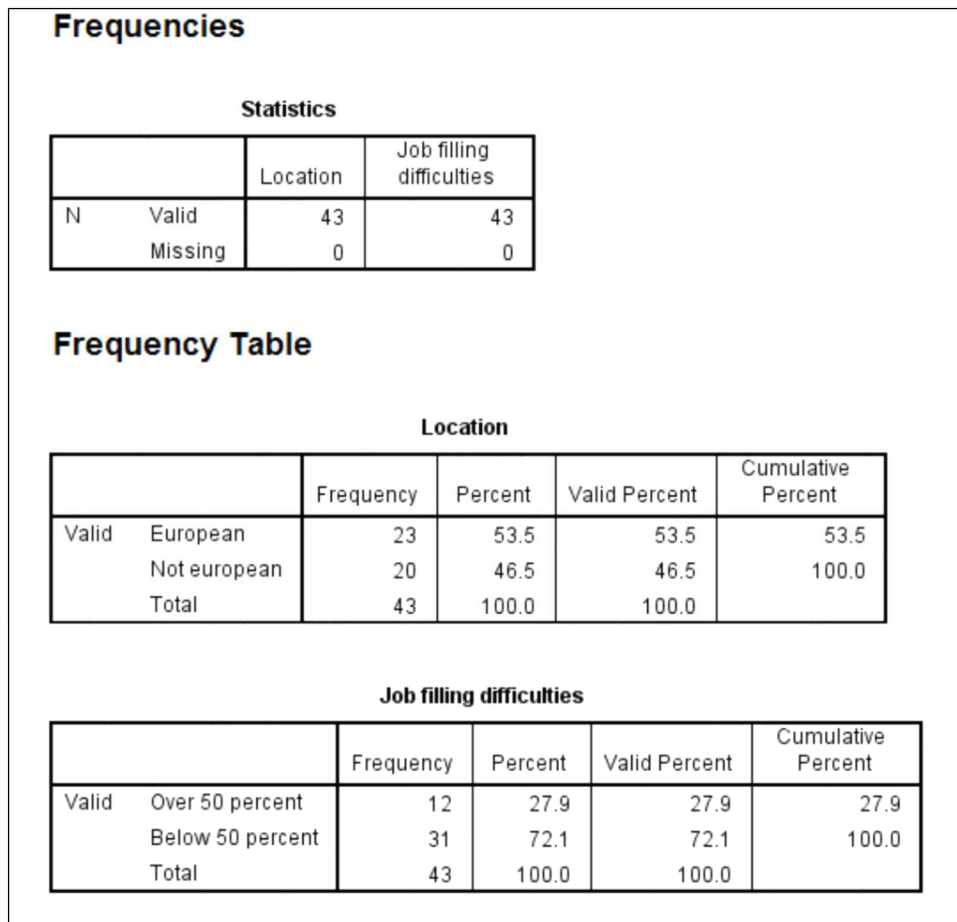 Frequencies
Statistics
Location Job filling difficulties
N Valid 43 43
Missing 0 0
Frequency Table
Location
Frequency Percent Valid Percent Cumulative Percent
Valid European 23 53.5 53.5 53.5
Not european 20 46.5 46.5 100.0
Total 43 100.0 100.0
Job filling difficulties
Frequency Percent Valid Percent Cumulative Percent
Valid Over 50 percent 12 27.9 27.9 27.9
Below 50 percent 31 72.1 72.1 100.0
Total 43 100.0 100.0